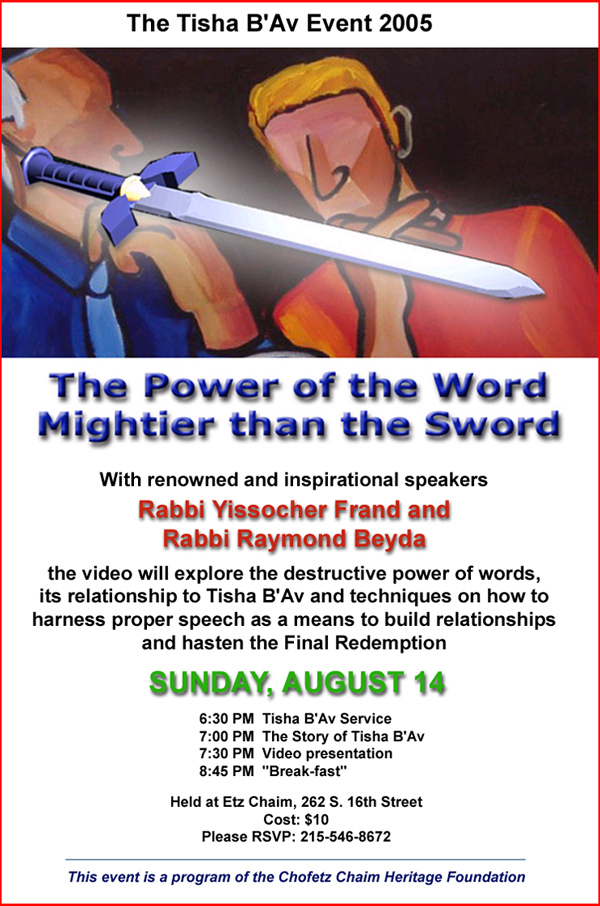 The Tisha B'Av Event 2005
The Power of the Word
Mightier than the Sword
With renowned and inspirational speakers
Rabbi Yissocher Frand and
Rabbi Raymond Beyda
the video will explore the destructive power of words,
its relationship to Tisha B'Av and techniques on how to
harness proper speech as a means to build relationships
and hasten the Final Redemption
SUNDAY, AUGUST 14
6:30 PM Tisha B'Av Service
7:00 PM The Story of Tisha B'Av
7:30 PM Video presentation
8:45 PM "Break-fast"
Held at Etz Chaim, 262 S. 16th Street
Cost: $10
Please RSVP: 215-546-8672
This event is a program of the Chofetz Chaim Heritage Foundation